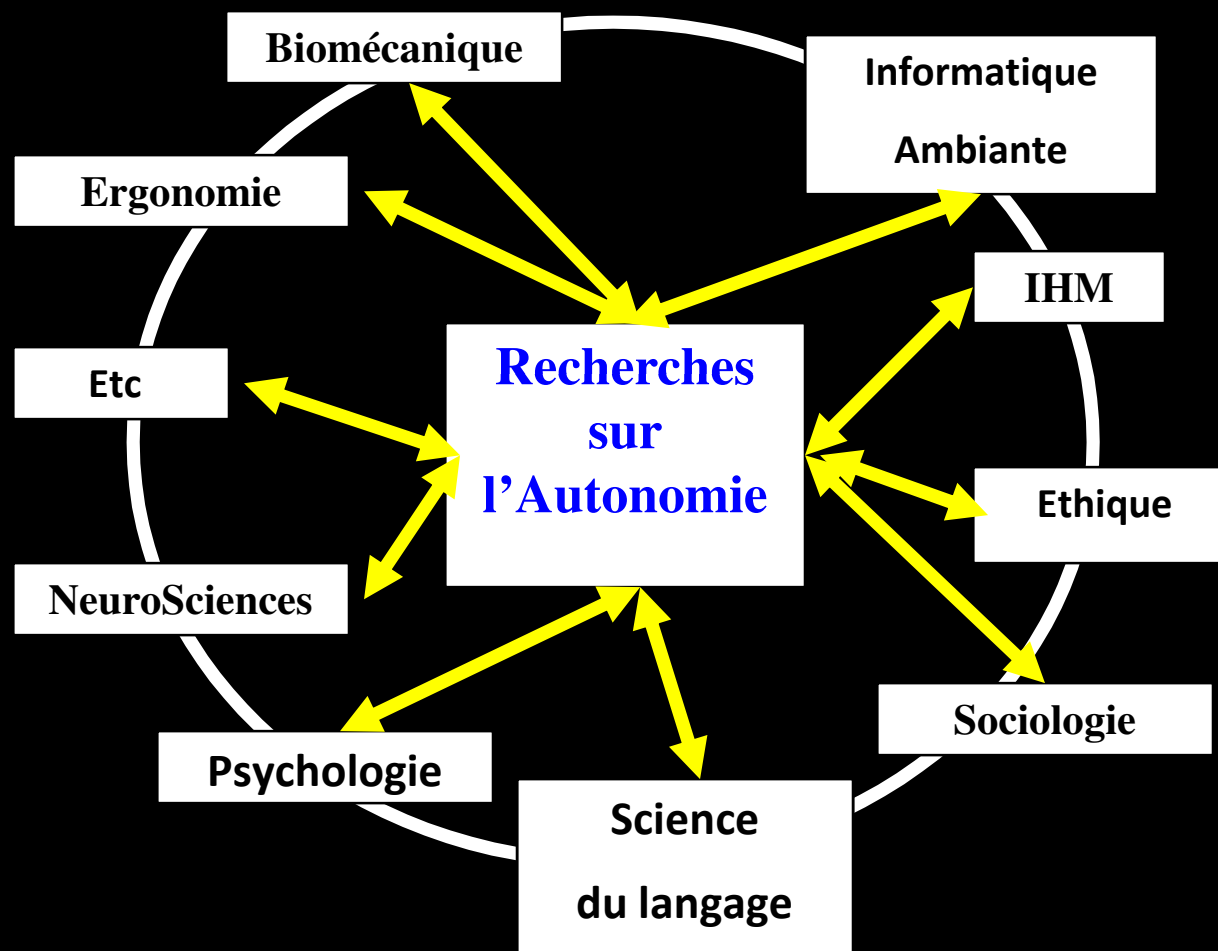 Biomécanique
Informatique
Ambiante
Ergonomie
IHM
Recherches
sur
l’Autonomie
Etc
Ethique
NeuroSciences
Sociologie
Psychologie
Science
du langage